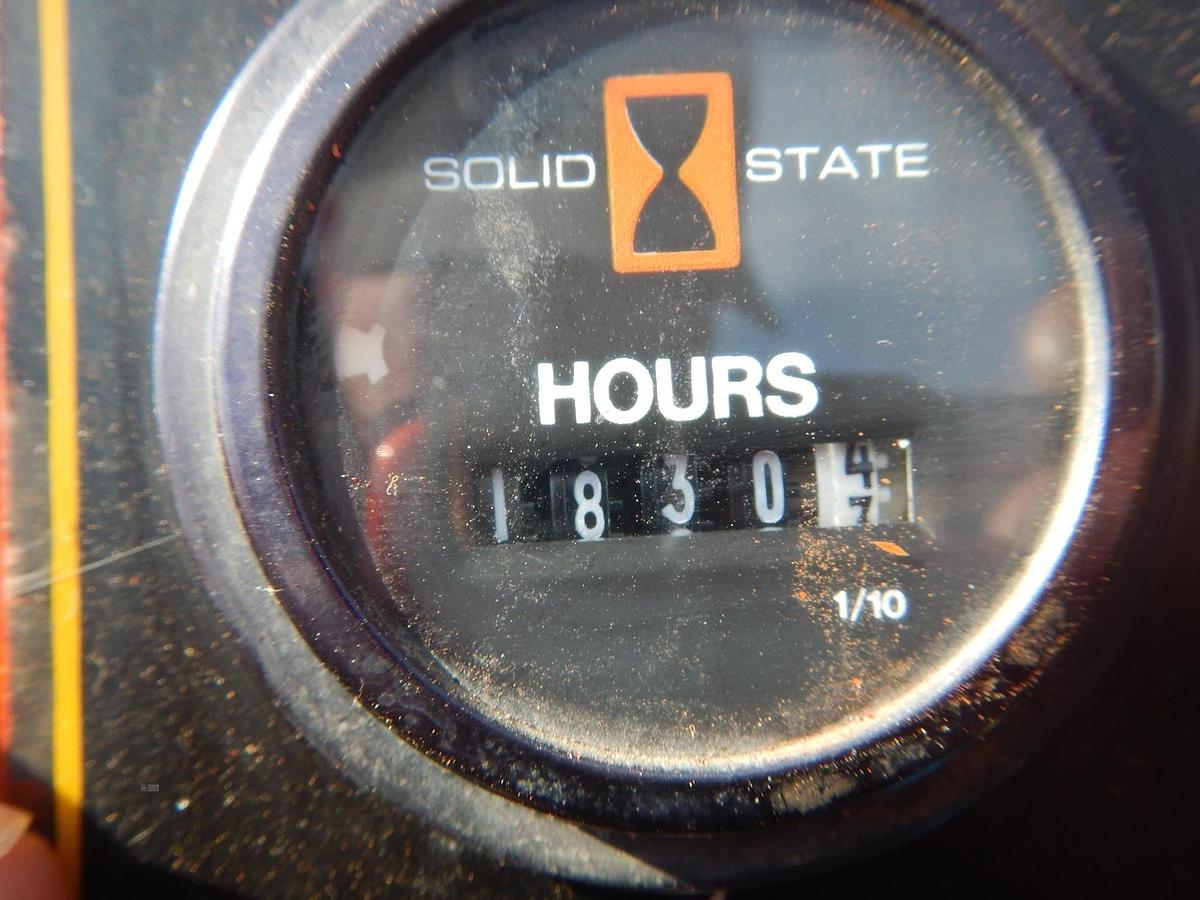 SOLID STATE
HOURS
1830
1/10